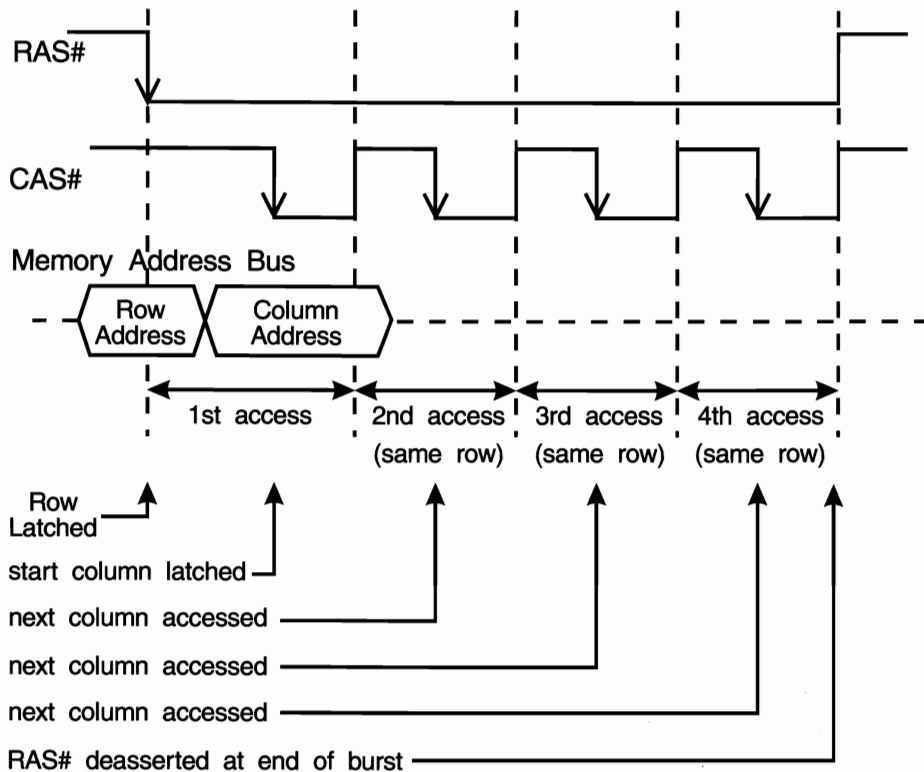 RAS#
CAS#
Memory Address Bus
Row
Address
Column
Address
1st access
2nd access
(same row)
3rd access
(same row)
4th access
(same row)
Row
Latched
start column latched
next column accessed
next column accessed
next column accessed
RAS# deasserted at end of burst